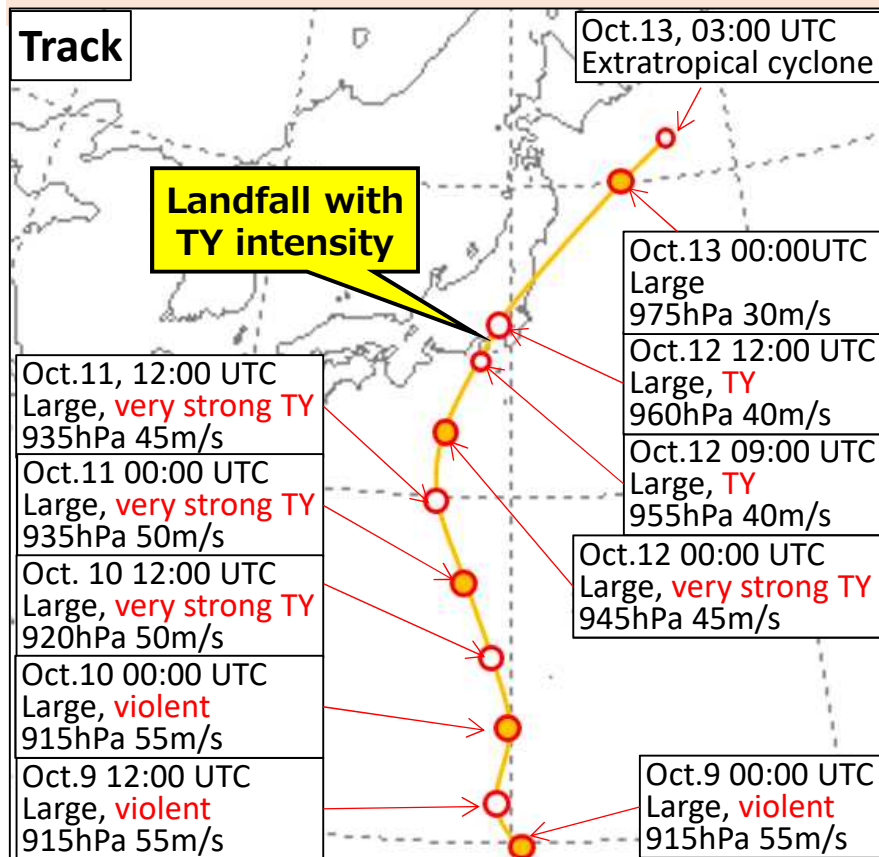 Track
Oct.13, 03:00 UTC
Extratropical cyclone
Landfall with
TY intensity
Oct.13 00:00UTC
Large
975hPa 30m/s
Oct.12 12:00 UTC
Large, TY
960hPa 40m/s
Oct.12 09:00 UTC
Large, TY
955hPa 40m/s
Oct.12 00:00 UTC
Large, very strong TY
945hPa 45m/s
Oct.11, 12:00 UTC
Large, very strong TY
935hPa 45m/s
Oct.11 00:00 UTC
Large, very strong TY
935hPa 50m/s
Oct. 10 12:00 UTC
Large, very strong TY
920hPa 50m/s
Oct.10 00:00 UTC
Large, violent
915hPa 55m/s
Oct.9 12:00 UTC
Large, violent
915hPa 55m/s
Oct.9 00:00 UTC
Large, violent
915hPa 55m/s